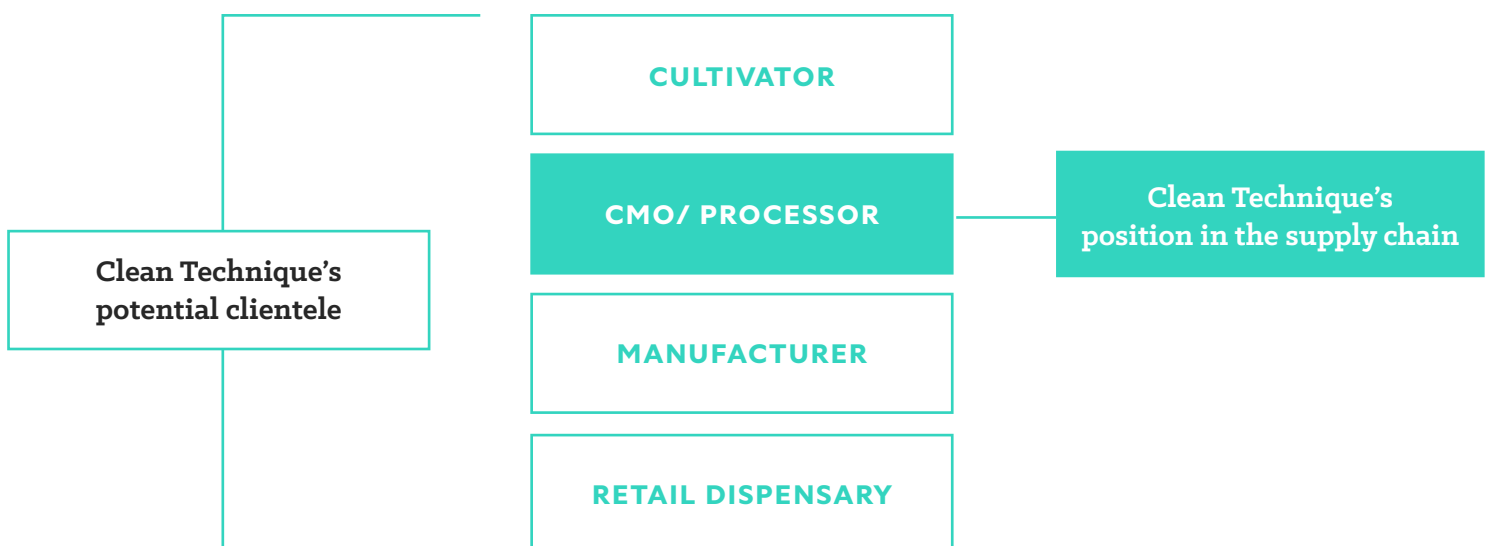 CULTIVATOR
CMO/ PROCESSOR
Clean Technique’s
position in the supply chain
Clean Technique’s
potential clientele
MANUFACTURER
RETAIL DISPENSARY